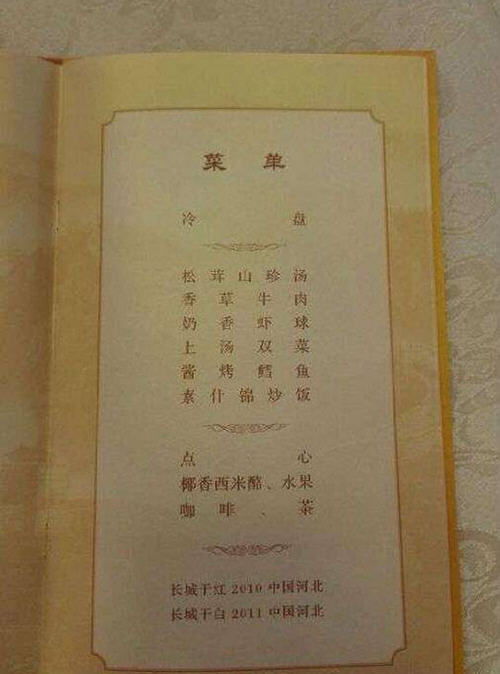 菜单
冷盘
松茸山珍汤
香草牛肉
奶香虾球
上汤双菜
酱烤鳕鱼
素什锦炒饭
点心
椰香西米酪、水果
咖啡、茶
长城干红 2010 中国河北
长城干白 2011 中国河北